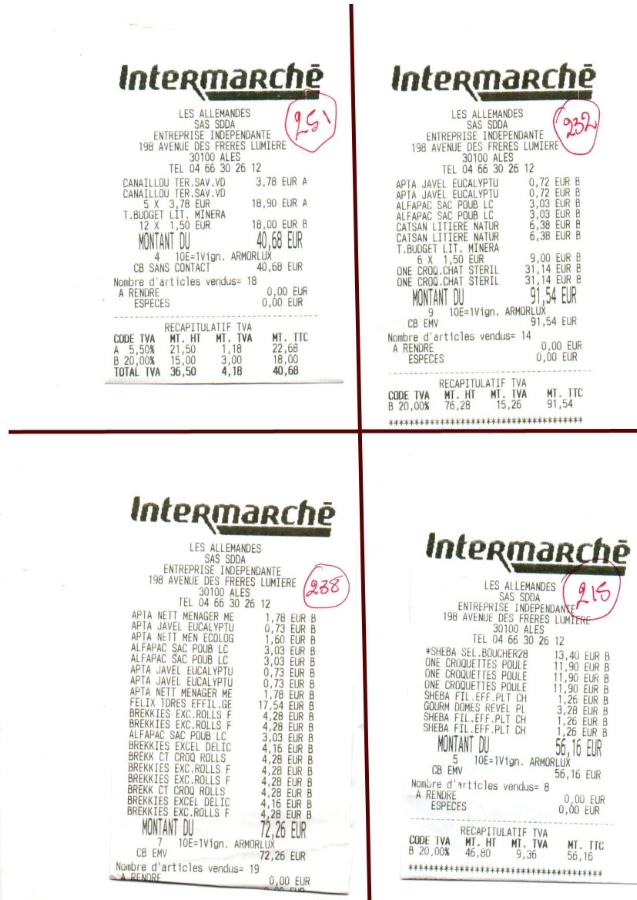 Intermarchē
LES ALLEMANDES
SAS SDDA
ENTREPRISE INDEPENDANTE
198 AVENUE DES FRERES LUMIERE
30100 ALES
TEL 04 66 30 26 12
251
CANAILLOU TER.SAV.VD 3,78 EUR A
CANAILLOU TER.SAV.VD
5 X 3,78 EUR 18,90 EUR A
T.BUDGET LIT. MINERA
12 X 1,50 EUR 18,00 EUR B
MONTANT DU 40,68 EUR
4 10E=1Vign. ARMORLUX
CB SANS CONTACT 40,68 EUR
Nombre d'articles vendus= 18
A RENDRE 0,00 EUR
ESPECES 0,00 EUR
RECAPITULATIF TVA
CODE TVA MT. HT MT. TVA MT. TTC
A 5,50% 21,50 1,18 22,68
B 20,00% 15,00 3,00 18,00
TOTAL TVA 36,50 4,18 40,68
Intermarchē
LES ALLEMANDES
SAS SDDA
ENTREPRISE INDEPENDANTE
198 AVENUE DES FRERES LUMIERE
30100 ALES
TEL 04 66 30 26 12
232
APTA JAVEL EUCALYPTU 0,72 EUR B
APTA JAVEL EUCALYPTU 0,72 EUR B
ALFAPAC SAC POUB LC 3,03 EUR B
ALFAPAC SAC POUB LC 3,03 EUR B
CATSAN LITIERE NATUR 6,38 EUR B
CATSAN LITIERE NATUR 6,38 EUR B
T.BUDGET LIT. MINERA
6 X 1,50 EUR 9,00 EUR B
ONE CROQ.CHAT STERIL 31,14 EUR B
ONE CROQ.CHAT STERIL 31,14 EUR B
MONTANT DU 91,54 EUR
9 10E=1Vign. ARMORLUX
CB EMV 91,54 EUR
Nombre d'articles vendus= 14
A RENDRE 0,00 EUR
ESPECES 0,00 EUR
RECAPITULATIF TVA
CODE TVA MT. HT MT. TVA MT. TTC
B 20,00% 76,28 15,26 91,54
************************************
Intermarchē
LES ALLEMANDES
SAS SDDA
ENTREPRISE INDEPENDANTE
198 AVENUE DES FRERES LUMIERE
30100 ALES
TEL 04 66 30 26 12
238
APTA NETT MENAGER ME 1,78 EUR B
APTA JAVEL EUCALYPTU 0,73 EUR B
APTA NETT MEN ECOLOG 1,60 EUR B
ALFAPAC SAC POUB LC 3,03 EUR B
ALFAPAC SAC POUB LC 3,03 EUR B
APTA JAVEL EUCALYPTU 0,73 EUR B
APTA JAVEL EUCALYPTU 0,73 EUR B
APTA NETT MENAGER ME 1,78 EUR B
FELIX TDRES EFFIL.GE 17,54 EUR B
BREKKIES EXC.ROLLS F 4,28 EUR B
BREKKIES EXC.ROLLS F 4,28 EUR B
ALFAPAC SAC POUB LC 3,03 EUR B
BREKKIES EXCEL DELIC 4,16 EUR B
BREKK CT CROQ ROLLS 4,28 EUR B
BREKKIES EXC.ROLLS F 4,28 EUR B
BREKKIES EXC.ROLLS F 4,28 EUR B
BREKK CT CROQ ROLLS 4,28 EUR B
BREKKIES EXCEL DELIC 4,16 EUR B
BREKKIES EXC.ROLLS F 4,28 EUR B
MONTANT DU 72,26 EUR
7 10E=1Vign. ARMORLUX
CB EMV 72,26 EUR
Nombre d'articles vendus= 19
A RENDRE 0,00 EUR
Intermarchē
LES ALLEMANDES
SAS SDDA
ENTREPRISE INDEPENDANTE
198 AVENUE DES FRERES LUMIERE
30100 ALES
TEL 04 66 30 26 12
215
*SHEBA SEL.BOUCHER28 13,40 EUR B
ONE CROQUETTES POULE 11,90 EUR B
ONE CROQUETTES POULE 11,90 EUR B
ONE CROQUETTES POULE 11,90 EUR B
SHEBA FIL.EFF.PLT CH 1,26 EUR B
GOURM DOMES REVEL PL 3,28 EUR B
SHEBA FIL.EFF.PLT CH 1,26 EUR B
SHEBA FIL.EFF.PLT CH 1,26 EUR B
MONTANT DU 56,16 EUR
5 10E=1Vign. ARMORLUX
CB EMV 56,16 EUR
Nombre d'articles vendus= 8
A RENDRE 0,00 EUR
ESPECES 0,00 EUR
RECAPITULATIF TVA
CODE TVA MT. HT MT. TVA MT. TTC
B 20,00% 46,80 9,36 56,16
************************************